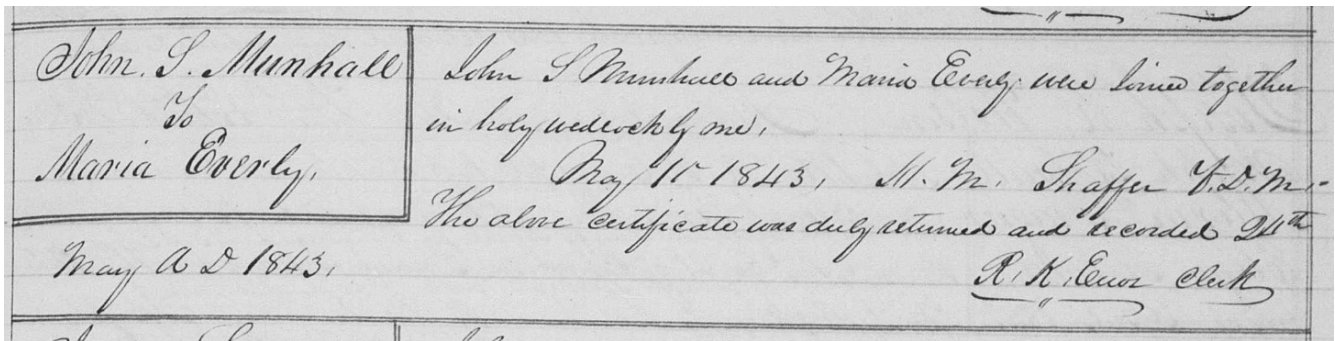 John. S. Munhall
To
Maria Everly.
John S Munhall and Maria Everly were Joined together
in holy wedlock by me,
May 1843, M. M. Shaffer V. D. M.
The above certificate was duly returned and recorded 24th
May A D 1843.
R. K. Enos Clerk